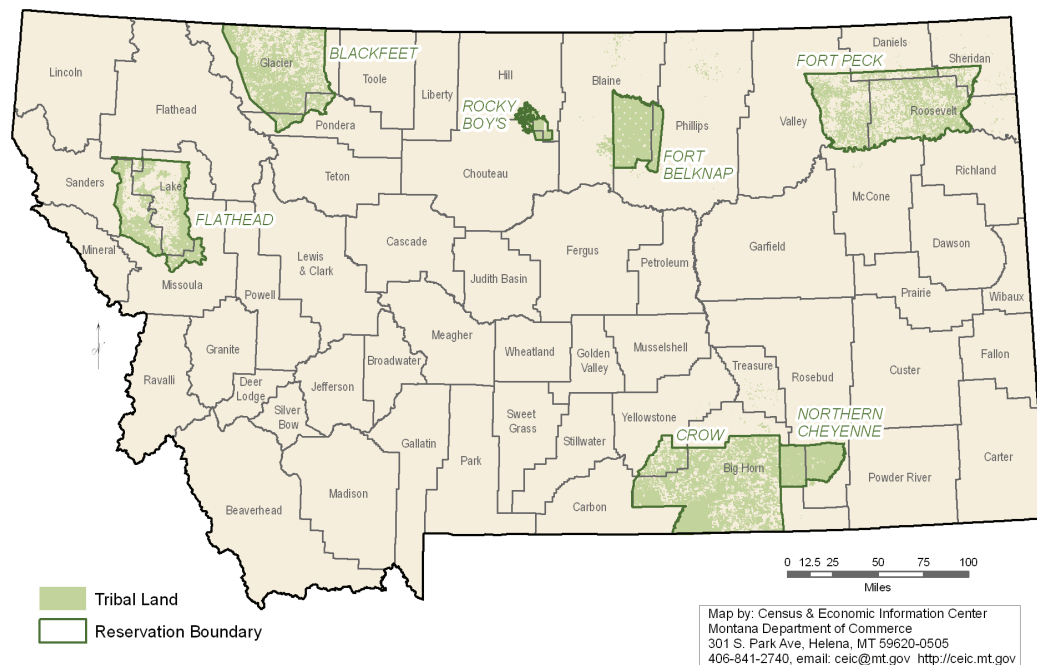 Lincoln
Flathead
Glacier
BLACKFEET
Toole
Pondera
Liberty
Hill
ROCKY
BOY'S
Chouteau
Blaine
Phillips
FORT
BELKNAP
FORT PECK
Daniels
Sheridan
Valley
Roosevelt
Richland
McCone
Sanders
Lake
FLATHEAD
Teton
Mineral
Missoula
Powell
Lewis
& Clark
Cascade
Judith Basin
Fergus
Petroleum
Garfield
Dawson
Prairie
Wibaux
Granite
Ravalli
Deer
Lodge
Silver
Bow
Jefferson
Broadwater
Meagher
Wheatland
Golden
Valley
Musselshell
Treasure
Rosebud
Custer
Fallon
Gallatin
Park
Sweet
Grass
Stillwater
Yellowstone
CROW
Big Horn
NORTHERN
CHEYENNE
Powder River
Carter
Carbon
Beaverhead
Madison
Tribal Land
Reservation Boundary
0 12.5 25 50 75 100
Miles
Map by: Census & Economic Information Center
Montana Department of Commerce
301 S. Park Ave, Helena, MT 59620-0505
406-841-2740, email: ceic@mt.gov http://ceic.mt.gov